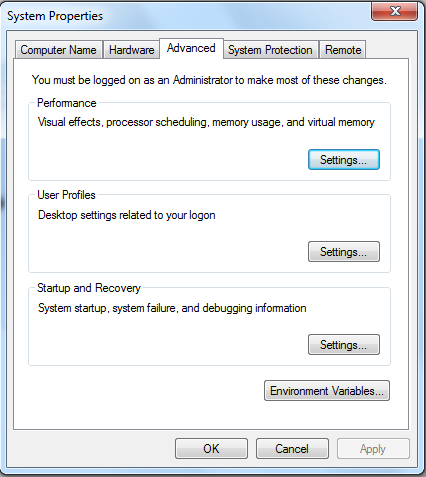 System Properties
Computer Name Hardware Advanced System Protection Remote
You must be logged on as an Administrator to make most of these changes.
Performance
Visual effects, processor scheduling, memory usage, and virtual memory
Settings...
User Profiles
Desktop settings related to your logon
Settings...
Startup and Recovery
System startup, system failure, and debugging information
Settings...
Environment Variables...
OK Cancel Apply